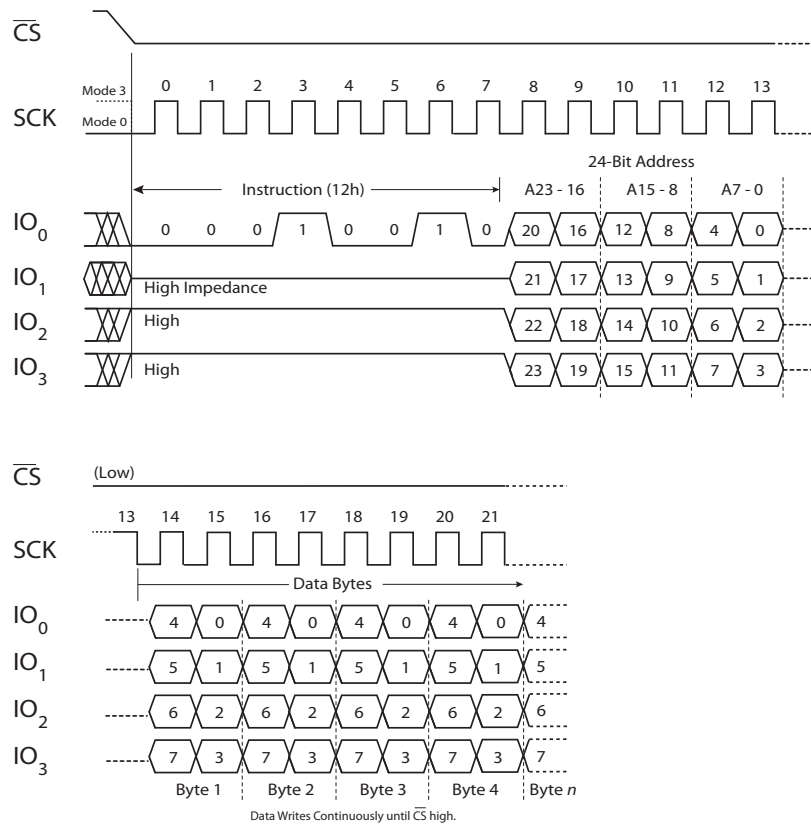 CS
Mode 3
0 1 2 3 4 5 6 7 8 9 10 11 12 13
SCK
Mode 0
24-Bit Address
Instruction (12h)
A23 - 16 A15 - 8 A7 - 0
IO0 0 0 0 1 0 0 1 0 20 16 12 8 4 0
IO1 High Impedance 21 17 13 9 5 1
IO2 High 22 18 14 10 6 2
IO3 High 23 19 15 11 7 3
CS (Low)
13 14 15 16 17 18 19 20 21
SCK
Data Bytes
IO0 4 0 4 0 4 0 4 0 4
IO1 5 1 5 1 5 1 5 1 5
IO2 6 2 6 2 6 2 6 2 6
IO3 7 3 7 3 7 3 7 3 7
Byte 1 Byte 2 Byte 3 Byte 4 Byte n
Data Writes Continuously until CS high.